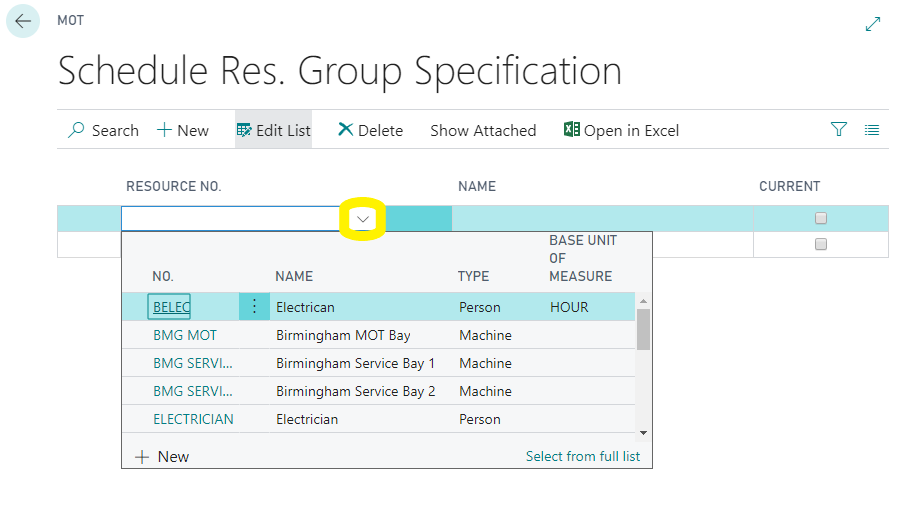 MOT
Schedule Res. Group Specification
Search New Edit List Delete Show Attached Open in Excel
RESOURCE NO. NAME CURRENT
BASE UNIT
OF
NO. NAME TYPE MEASURE
BELEC Electrican Person HOUR
BMG MOT Birmingham MOT Bay Machine
BMG SERVI... Birmingham Service Bay 1 Machine
BMG SERVI... Birmingham Service Bay 2 Machine
ELECTRICIAN Electrician Person
New Select from full list